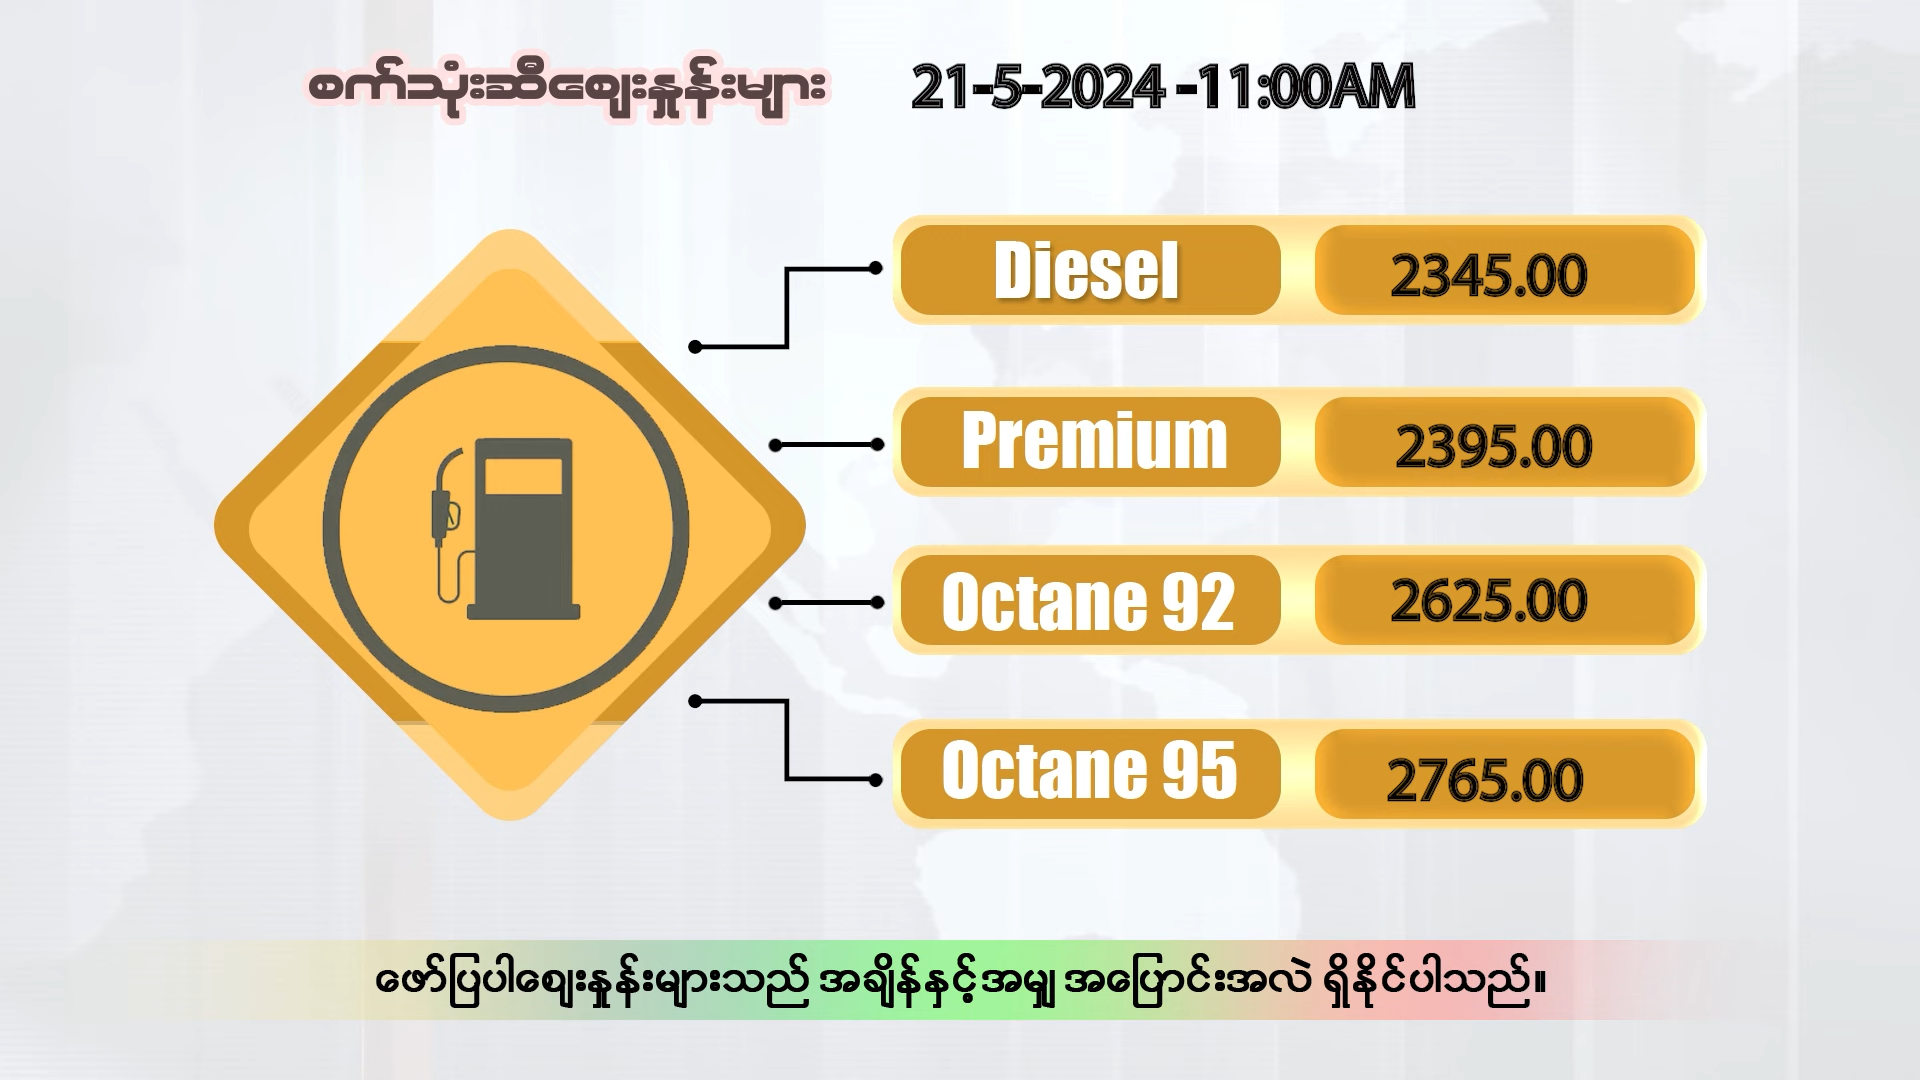 စက်သုံးဆီဈေးနှုန်းများ 21-5-2024 -11:00AM
Diesel 2345.00
Premium 2395.00
Octane 92 2625.00
Octane 95 2765.00
ဖော်ပြပါဈေးနှုန်းများသည် အချိန်နှင့်အမျှ အပြောင်းအလဲ ရှိနိုင်ပါသည်။